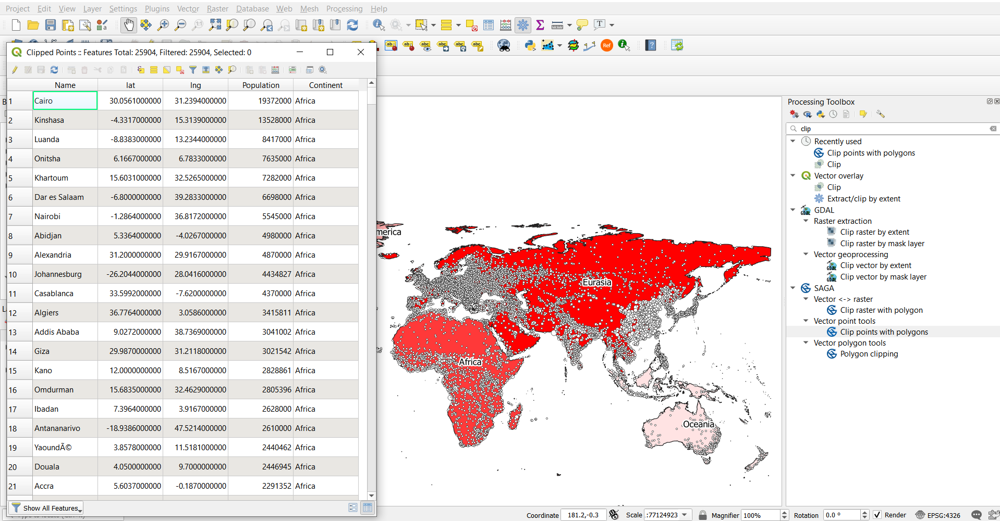 Project Edit View Layer Settings Plugins Vector Raster Database Web Mesh Processing Help
Clipped Points :: Features Total: 25904, Filtered: 25904, Selected: 0
Name lat lng Population Continent
1 Cairo 30.0561000000 31.2394000000 19372000 Africa
2 Kinshasa -4.3317000000 15.3139000000 13528000 Africa
3 Luanda -8.8383000000 13.2344000000 8417000 Africa
4 Onitsha 6.1667000000 6.7833000000 7635000 Africa
5 Khartoum 15.6031000000 32.5265000000 7282000 Africa
6 Dar es Salaam -6.8000000000 39.2833000000 6698000 Africa
7 Nairobi -1.2864000000 36.8172000000 5545000 Africa
8 Abidjan 5.3364000000 -4.0267000000 4980000 Africa
9 Alexandria 31.2000000000 29.9167000000 4870000 Africa
10 Johannesburg -26.2044000000 28.0416000000 4434827 Africa
11 Casablanca 33.5992000000 -7.6200000000 4370000 Africa
12 Algiers 36.7764000000 3.0586000000 3415811 Africa
13 Addis Ababa 9.0272000000 38.7369000000 3041002 Africa
14 Giza 29.9870000000 31.2118000000 3021542 Africa
15 Kano 12.0000000000 8.5167000000 2828861 Africa
16 Omdurman 15.6835000000 32.4629000000 2805396 Africa
17 Ibadan 7.3964000000 3.9167000000 2628000 Africa
18 Antananarivo -18.9386000000 47.5214000000 2610000 Africa
19 YaoundÃ© 3.8578000000 11.5181000000 2440462 Africa
20 Douala 4.0500000000 9.7000000000 2446945 Africa
21 Accra 5.6037000000 -0.1870000000 2291352 Africa
Show All Features
merica
Eurasia
Africa
Oceania
Processing Toolbox
clip
Recently used
Clip points with polygons
Clip
Vector overlay
Clip
Extract/clip by extent
GDAL
Raster extraction
Clip raster by extent
Clip raster by mask layer
Vector geoprocessing
Clip vector by extent
Clip vector by mask layer
SAGA
Vector <-> raster
Clip raster with polygon
Vector point tools
Clip points with polygons
Vector polygon tools
Polygon clipping
Coordinate 181.2,-0.3 Scale :77124923 Magnifier 100% Rotation 0.0 ° Render EPSG:4326